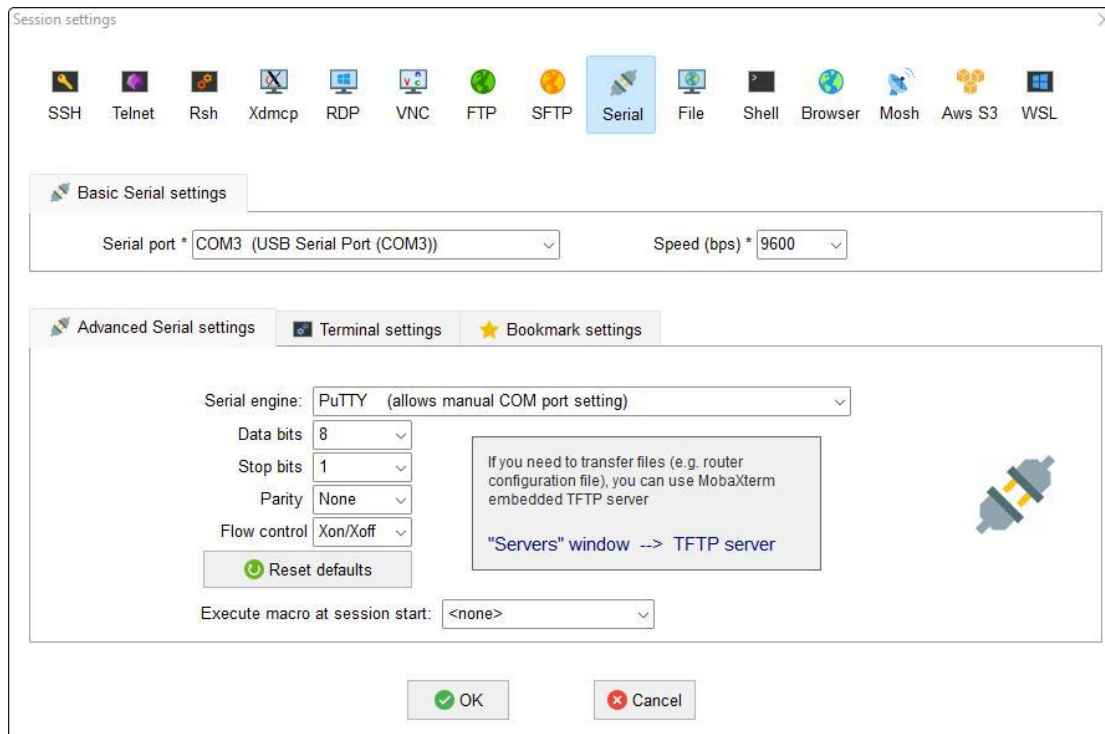 Session settings
SSH Telnet Rsh Xdmcp RDP VNC FTP SFTP Serial File Shell Browser Mosh Aws S3 WSL
Basic Serial settings
Serial port * COM3 (USB Serial Port (COM3)) Speed (bps) * 9600
Advanced Serial settings Terminal settings Bookmark settings
Serial engine: PuTTY (allows manual COM port setting)
Data bits 8
Stop bits 1
Parity None
Flow control Xon/Xoff
Reset defaults
If you need to transfer files (e.g. router
configuration file), you can use MobaXterm
embedded TFTP server
"Servers" window --> TFTP server
Execute macro at session start: <none>
OK Cancel